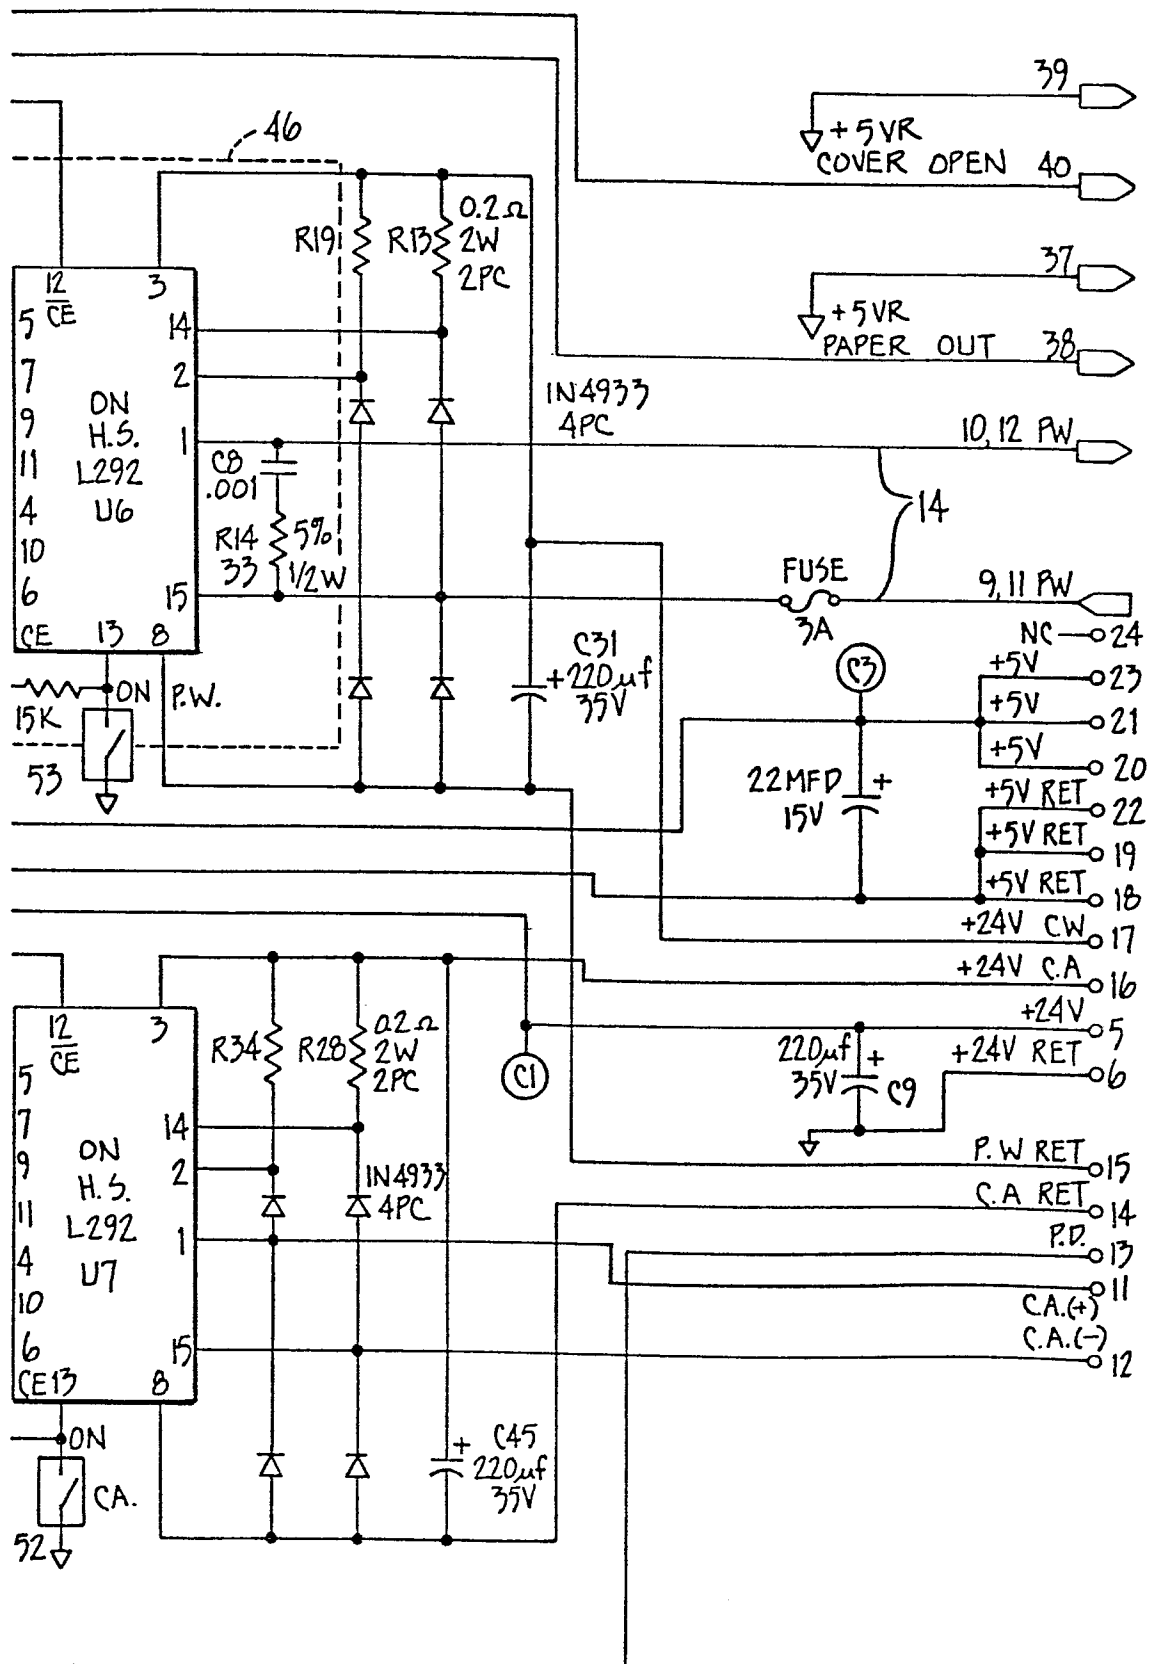 39
+5VR
COVER OPEN 40
46
R19
R13
0.2Ω
2W
2PC
37
+5VR
PAPER OUT 38
12
CE
3
5
14
7
2
9
1
11
4
10
6
15
CE
13
8
ON
H.S.
L292
U6
IN4933
4PC
10,12 PW
C8
.001
R14
33
5%
1/2W
14
FUSE
3A
9,11 PW
NC
24
+5V
23
+5V
21
+5V
20
+5V RET
22
+5V RET
19
+5V RET
18
C31
+220µf
35V
C3
22MFD
+
15V
15K
ON
P.W.
53
+24V CW
17
+24V C.A
16
+24V
5
+24V RET
6
C1
220µf
+
35V
C9
12
CE
3
5
14
7
2
9
1
11
4
10
6
15
CE
13
8
ON
H.S.
L292
U7
R34
R28
0.2Ω
2W
2PC
IN4933
4PC
P.W RET
15
C.A RET
14
P.D.
13
11
C.A.(+)
C.A.(-)
12
ON
CA.
52
+
C45
220µf
35V